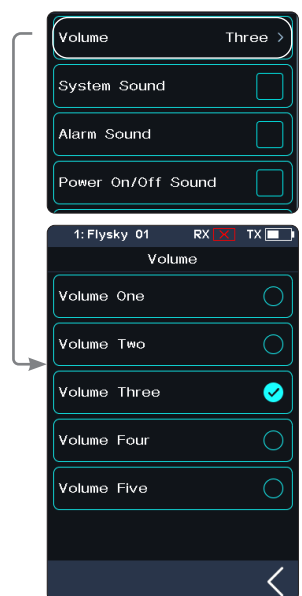 Volume Three >
System Sound
Alarm Sound
Power On/Off Sound
1: Flysky 01 RX TX
Volume
Volume One
Volume Two
Volume Three
Volume Four
Volume Five